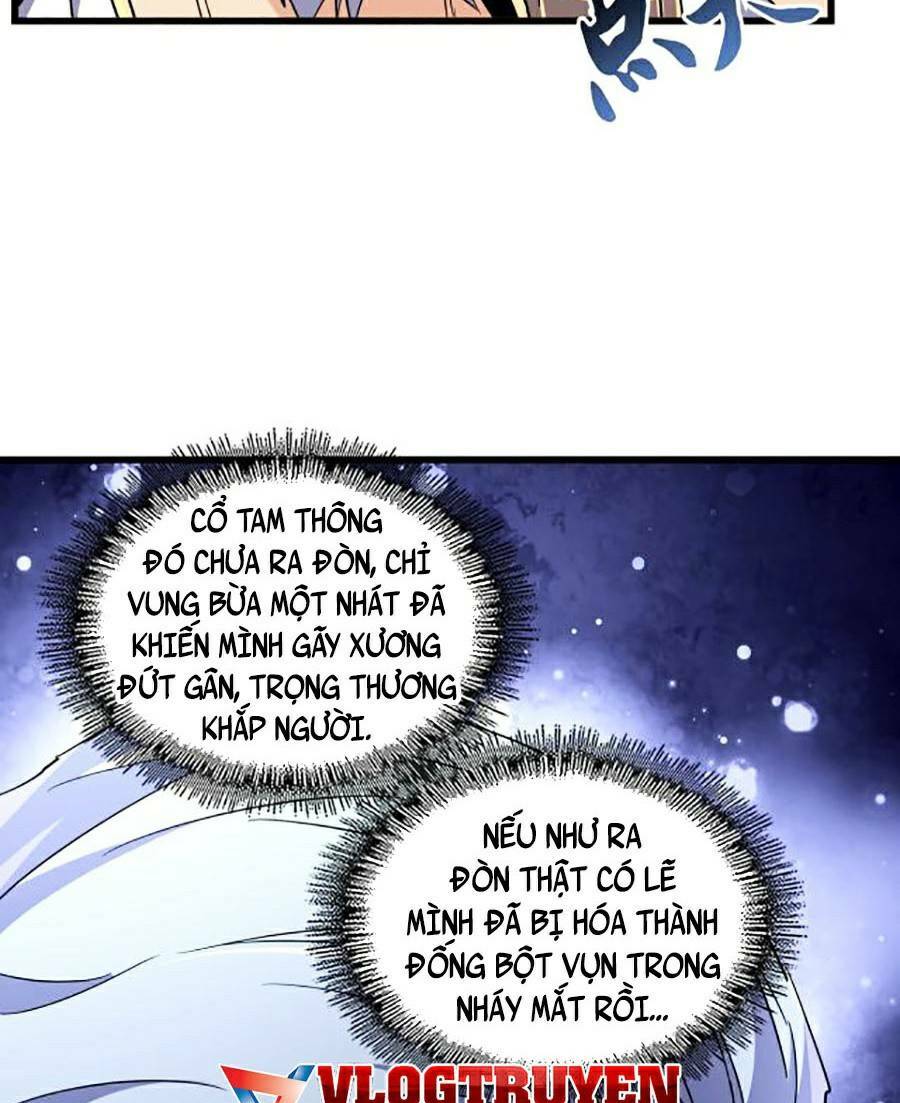 点头
CỔ TAM THÔNG
ĐÓ CHƯA RA ĐÒN, CHỈ
VUNG BỪA MỘT NHÁT ĐÃ
KHIẾN MÌNH GÃY XƯƠNG
ĐỨT GÂN, TRỌNG THƯƠNG
KHẮP NGƯỜI.
NẾU NHƯ RA
ĐÒN THẬT CÓ LẼ
MÌNH ĐÃ BỊ HÓA THÀNH
ĐỐNG BỘT VỤN TRONG
NHÁY MẮT RỒI...
VLOGTRUYEN